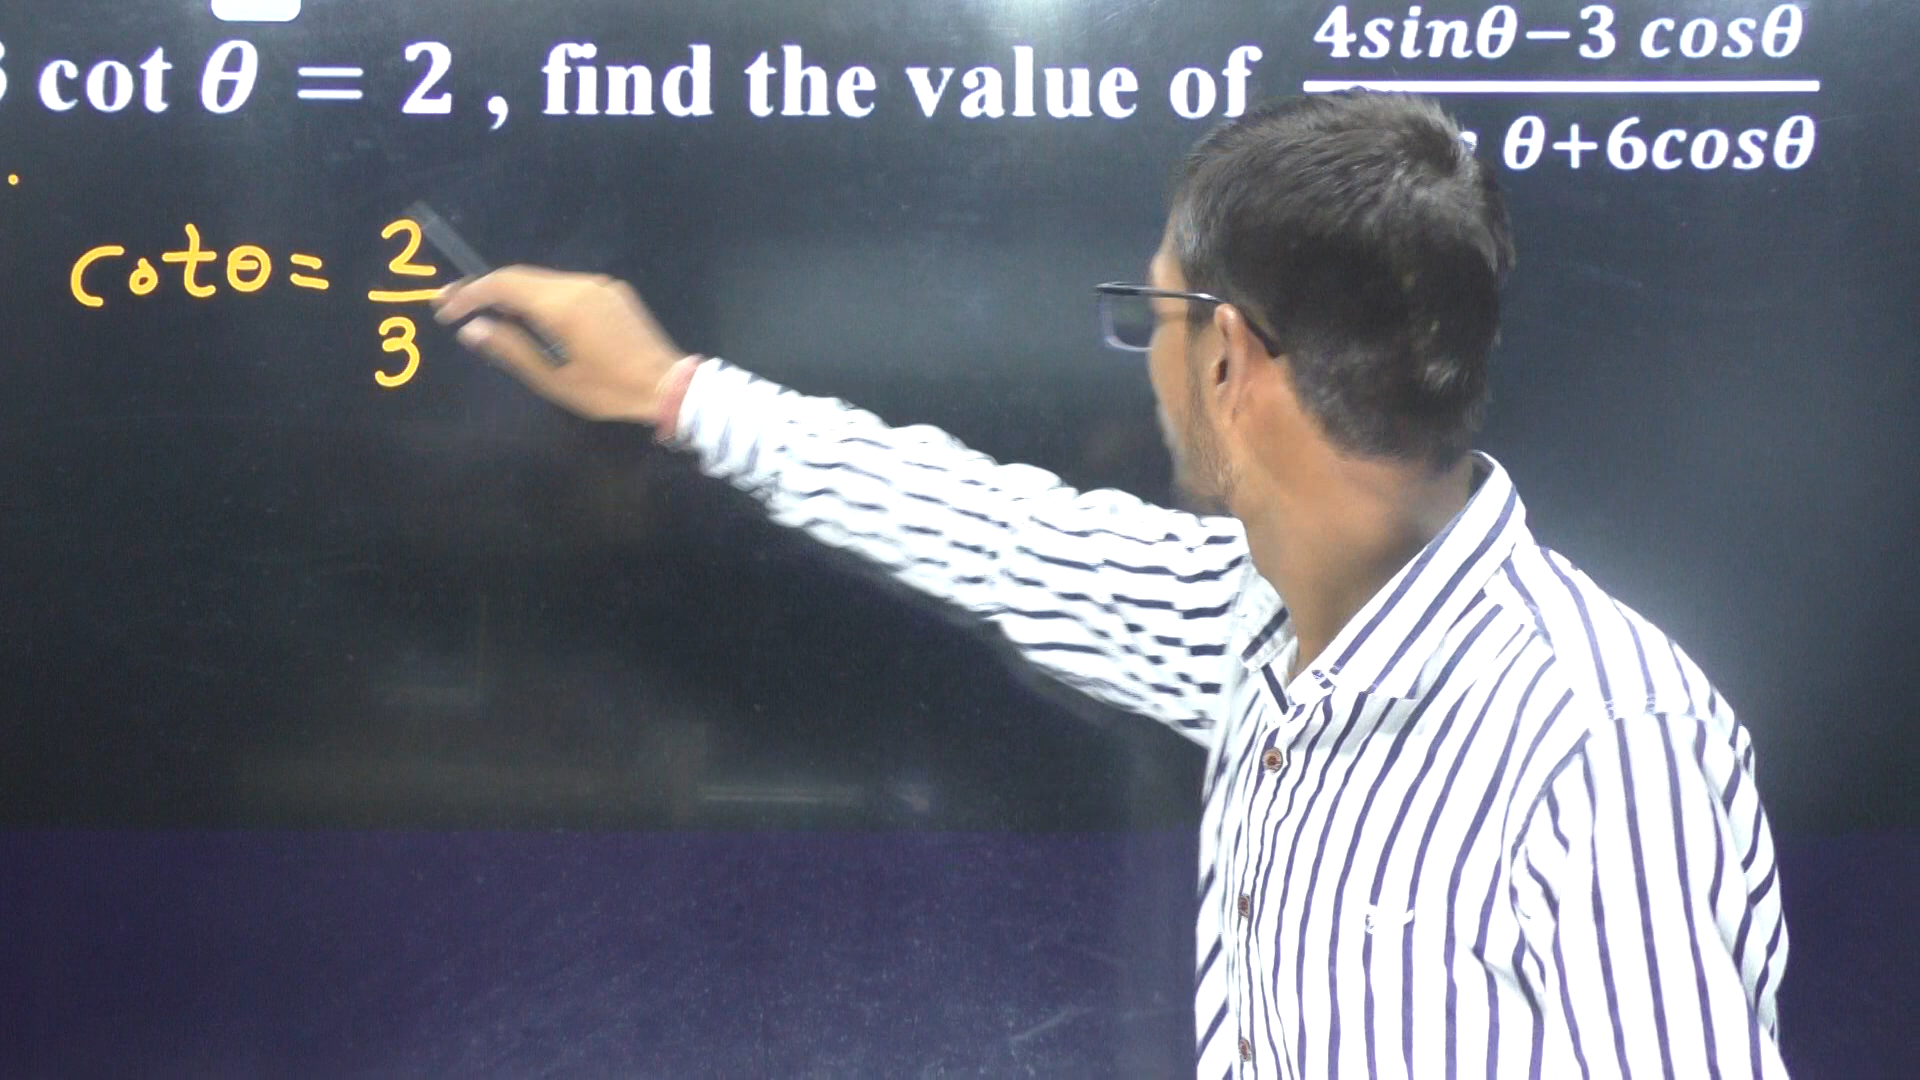 cot θ = 2 , find the value of 4sinθ−3 cosθ
θ+6cosθ
cotθ = 2
3